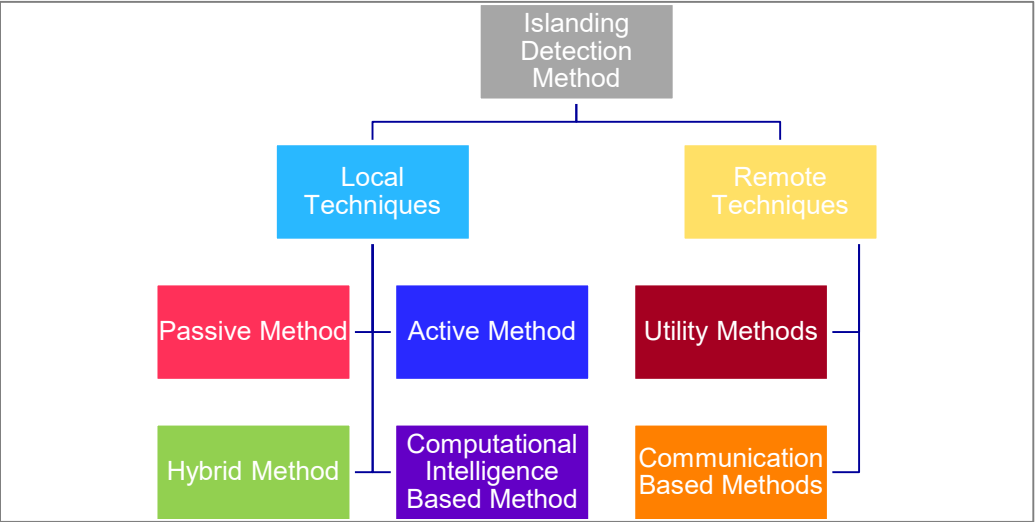 Islanding
Detection
Method
Local
Techniques
Remote
Techniques
Passive Method
Active Method
Utility Methods
Hybrid Method
Computational
Intelligence
Based Method
Communication
Based Methods